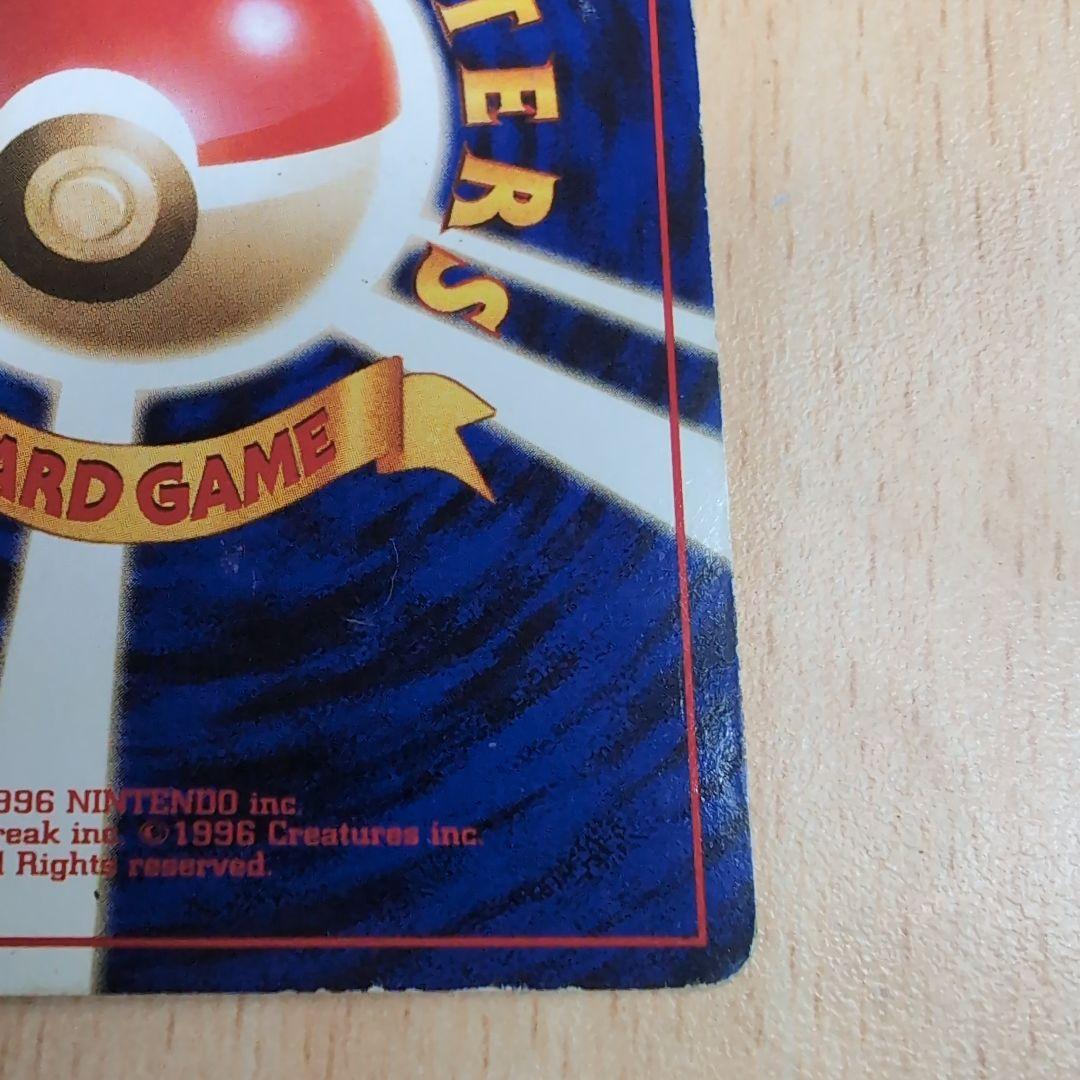 TERS
ARD GAME
996 NINTENDO inc.
reak inc. ©1996 Creatures inc.
l Rights reserved.